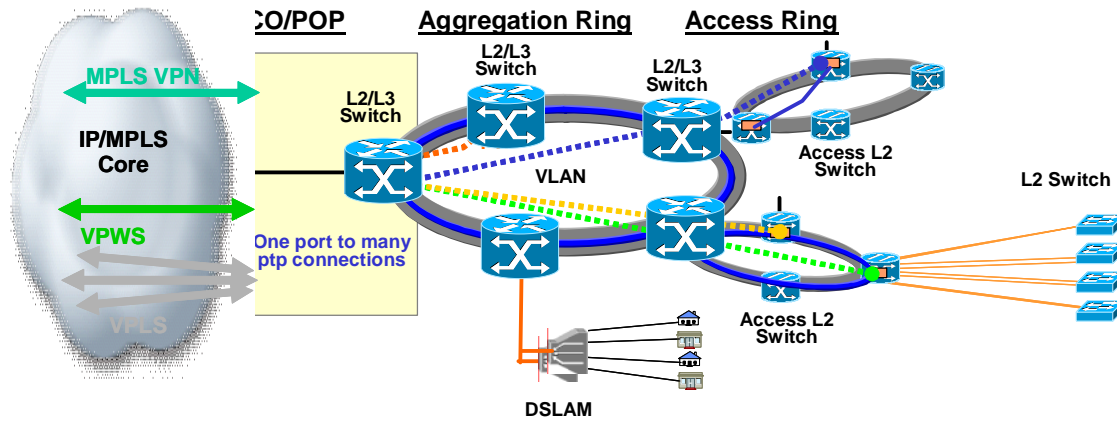 CO/POP
Aggregation Ring
Access Ring
MPLS VPN
L2/L3
Switch
L2/L3
Switch
L2/L3
Switch
IP/MPLS
Core
VLAN
Access L2
Switch
L2 Switch
VPWS
One port to many
ptp connections
VPLS
Access L2
Switch
DSLAM